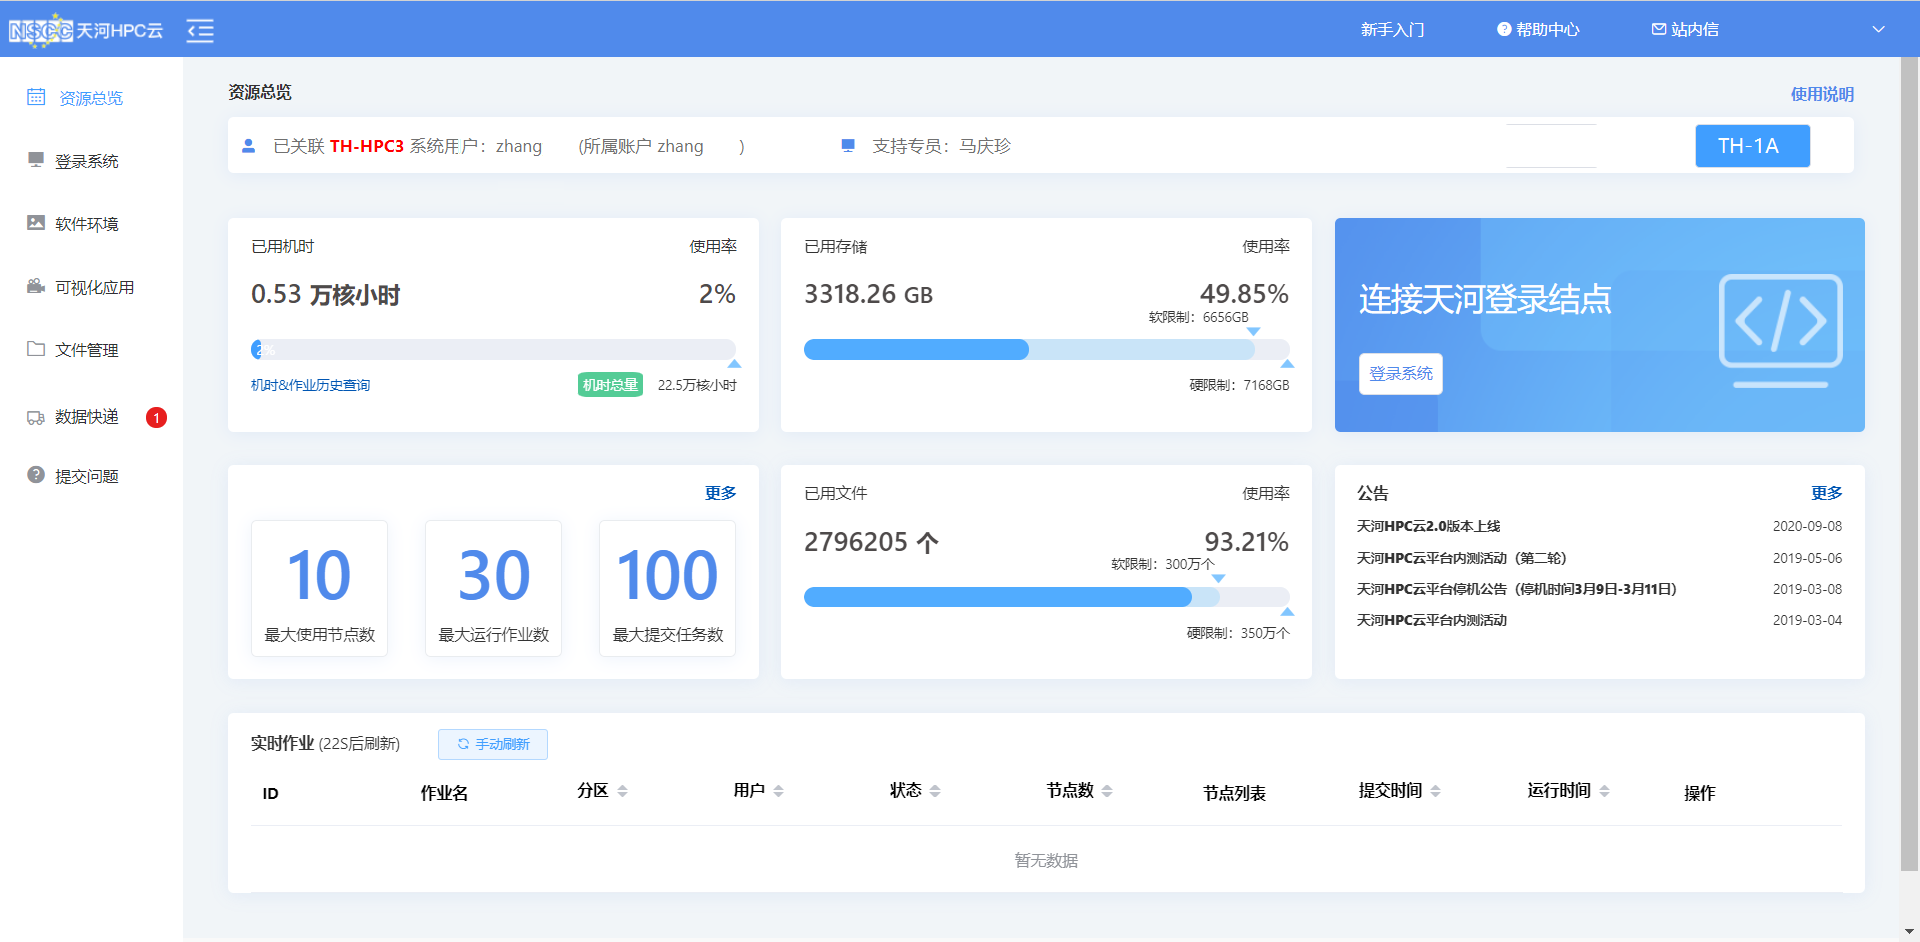 NSCC 天河HPC云
新手入门 帮助中心 站内信
资源总览
登录系统
软件环境
可视化应用
文件管理
数据快递 1
提交问题
资源总览 使用说明
已关联 TH-HPC3 系统用户：zhang (所属账户 zhang ) 支持专员：马庆珍 TH-1A
已用机时 使用率
0.53 万核小时 2%
2%
机时&作业历史查询 机时总量 22.5万核小时
已用存储 使用率
3318.26 GB 49.85%
软限制：6656GB
硬限制：7168GB
连接天河登录结点
登录系统
更多
10 30 100
最大使用节点数 最大运行作业数 最大提交任务数
已用文件 使用率
2796205 个 93.21%
软限制：300万个
硬限制：350万个
公告 更多
天河HPC云2.0版本上线 2020-09-08
天河HPC云平台内测活动（第二轮） 2019-05-06
天河HPC云平台停机公告（停机时间3月9日-3月11日） 2019-03-08
天河HPC云平台内测活动 2019-03-04
实时作业 (22S后刷新) 手动刷新
ID 作业名 分区 用户 状态 节点数 节点列表 提交时间 运行时间 操作
暂无数据